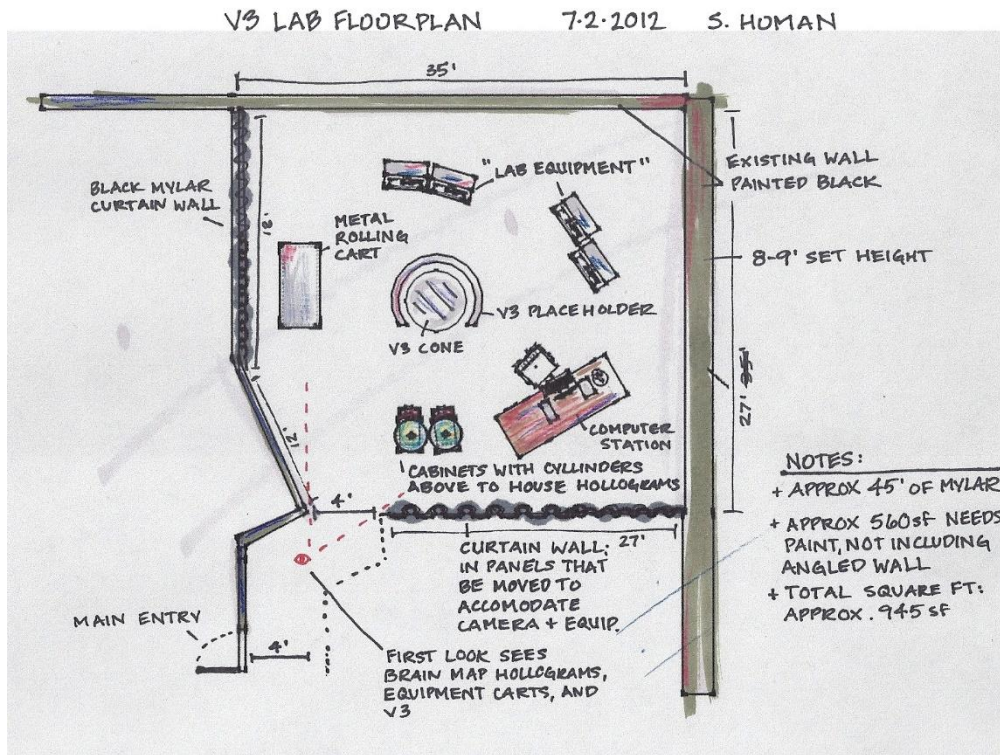 V3 LAB FLOORPLAN 7.2.2012 S. HUMAN
35'
"LAB EQUIPMENT"
EXISTING WALL
PAINTED BLACK
BLACK MYLAR
CURTAIN WALL
18'
METAL
ROLLING
CART
8-9' SET HEIGHT
V3 PLACEHOLDER
V3 CONE
27' 35'
12'
COMPUTER
STATION
CABINETS WITH CYLLINDERS
ABOVE TO HOUSE HOLLOGRAMS
4'
27'
CURTAIN WALL:
IN PANELS THAT
BE MOVED TO
ACCOMODATE
CAMERA + EQUIP.
NOTES:
+ APPROX 45' OF MYLAR
+ APPROX 560SF NEEDS
PAINT, NOT INCLUDING
ANGLED WALL
+ TOTAL SQUARE FT:
APPROX. 945 SF
MAIN ENTRY
4'
FIRST LOOK SEES
BRAIN MAP HOLLOGRAMS,
EQUIPMENT CARTS, AND
V3